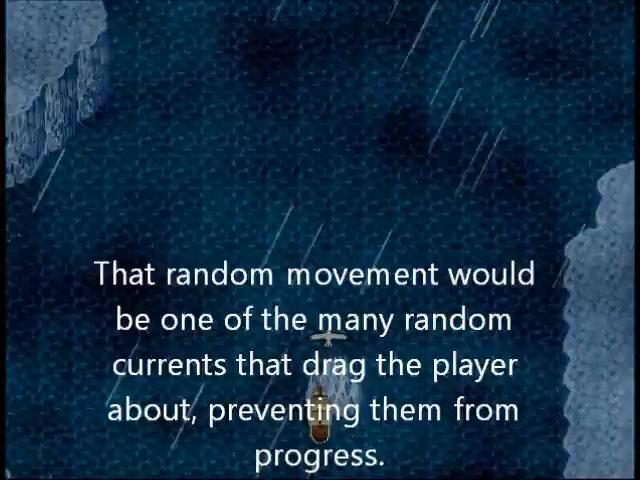 That random movement would
be one of the many random
currents that drag the player
about, preventing them from
progress.